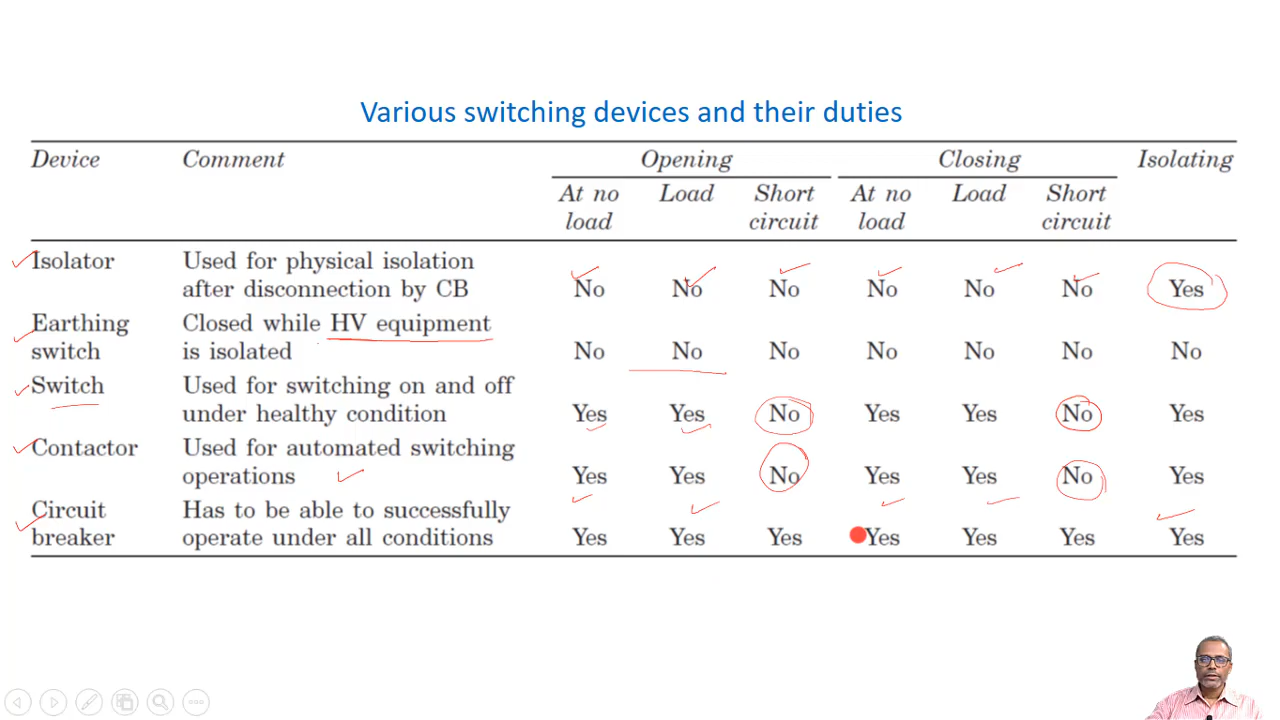 Various switching devices and their duties
Device Comment Opening Closing Isolating
At no Load Short At no Load Short
load circuit load circuit
Isolator Used for physical isolation
after disconnection by CB No No No No No No Yes
Earthing Closed while HV equipment
switch is isolated No No No No No No No
Switch Used for switching on and off
under healthy condition Yes Yes No Yes Yes No Yes
Contactor Used for automated switching
operations Yes Yes No Yes Yes No Yes
Circuit Has to be able to successfully
breaker operate under all conditions Yes Yes Yes Yes Yes Yes Yes